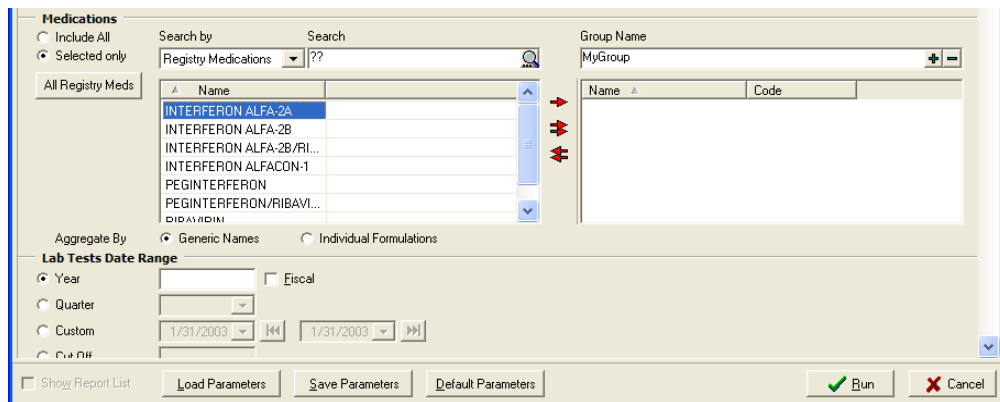 Medications
Include All
Search by
Search
Group Name
Selected only
Registry Medications
??
MyGroup
All Registry Meds
Name
Name
Code
INTERFERON ALFA-2A
INTERFERON ALFA-2B
INTERFERON ALFA-2B/RI...
INTERFERON ALFACON-1
PEGINTERFERON
PEGINTERFERON/RIBAVI...
RIBAVIRIN
Aggregate By
Generic Names
Individual Formulations
Lab Tests Date Range
Year
Fiscal
Quarter
Custom
1/31/2003
1/31/2003
Cut Off
Show Report List
Load Parameters
Save Parameters
Default Parameters
Run
Cancel